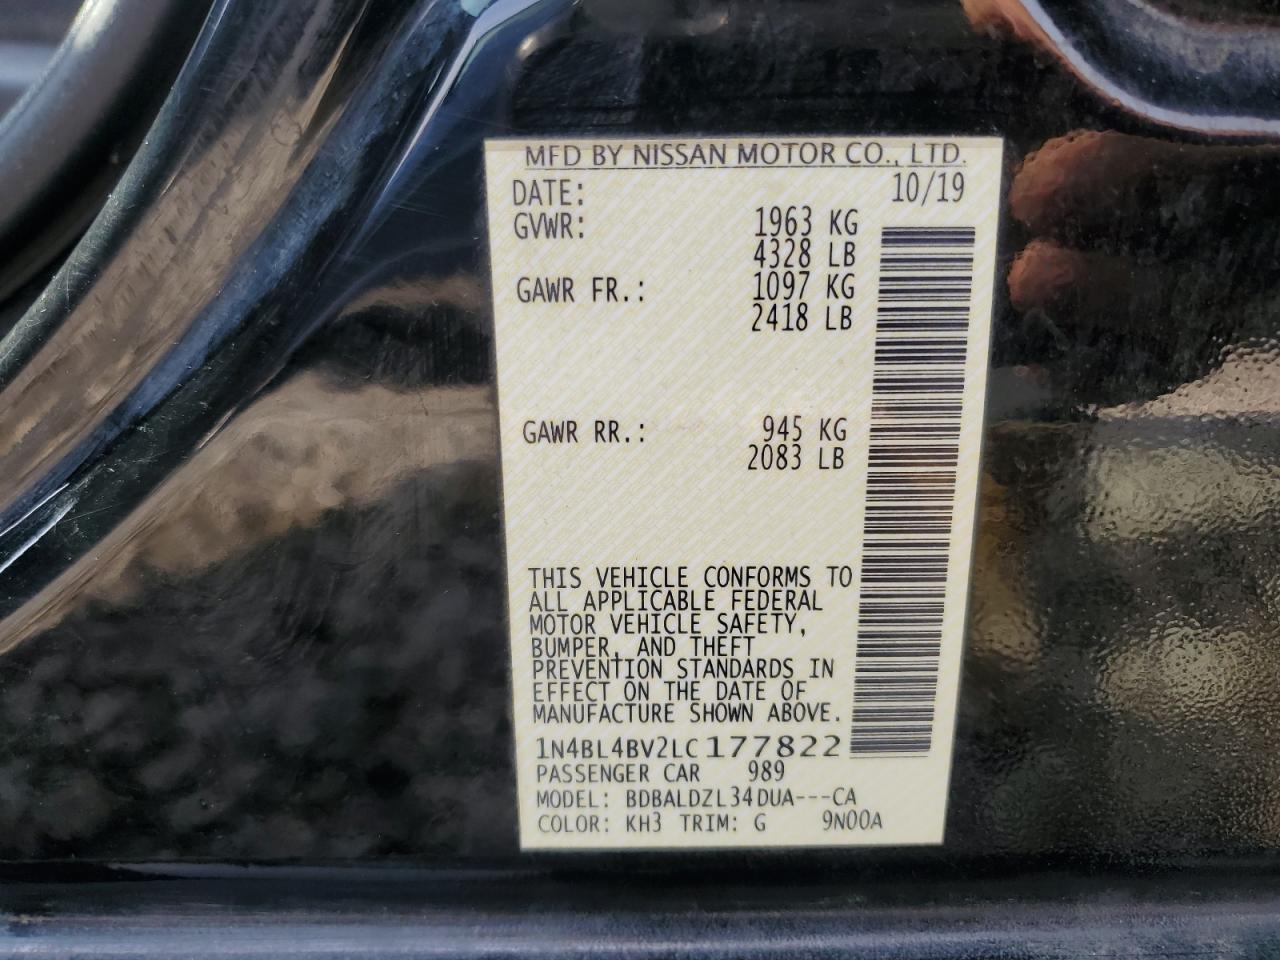 MFD BY NISSAN MOTOR CO., LTD.
DATE: 10/19
GVWR: 1963 KG
4328 LB
GAWR FR.: 1097 KG
2418 LB
GAWR RR.: 945 KG
2083 LB
THIS VEHICLE CONFORMS TO
ALL APPLICABLE FEDERAL
MOTOR VEHICLE SAFETY,
BUMPER, AND THEFT
PREVENTION STANDARDS IN
EFFECT ON THE DATE OF
MANUFACTURE SHOWN ABOVE.
1N4BL4BV2LC177822
PASSENGER CAR 989
MODEL: BDBALDZL34DUA---CA
COLOR: KH3 TRIM: G 9N00A